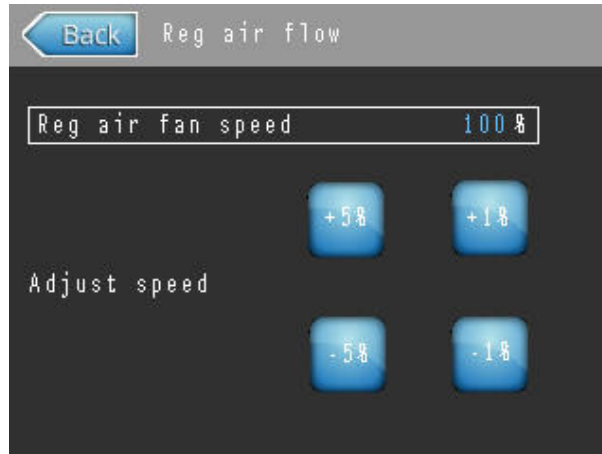 Back Reg air flow
Reg air fan speed 100%
+5% +1%
Adjust speed
-5% -1%